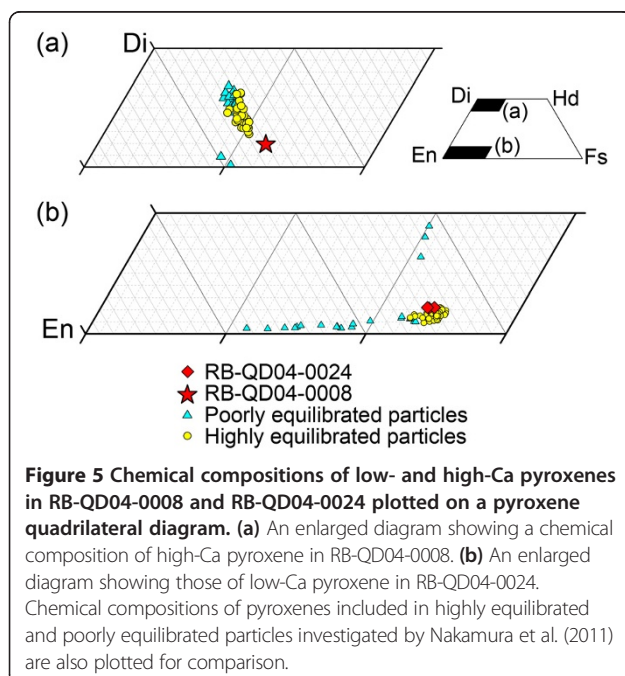 (a)
Di
Di
Hd
(a)
En
(b)
Fs
(b)
En
RB-QD04-0024
RB-QD04-0008
Poorly equilibrated particles
Highly equilibrated particles
Figure 5 Chemical compositions of low- and high-Ca pyroxenes
in RB-QD04-0008 and RB-QD04-0024 plotted on a pyroxene
quadrilateral diagram. (a) An enlarged diagram showing a chemical
composition of high-Ca pyroxene in RB-QD04-0008. (b) An enlarged
diagram showing those of low-Ca pyroxene in RB-QD04-0024.
Chemical compositions of pyroxenes included in highly equilibrated
and poorly equilibrated particles investigated by Nakamura et al. (2011)
are also plotted for comparison.